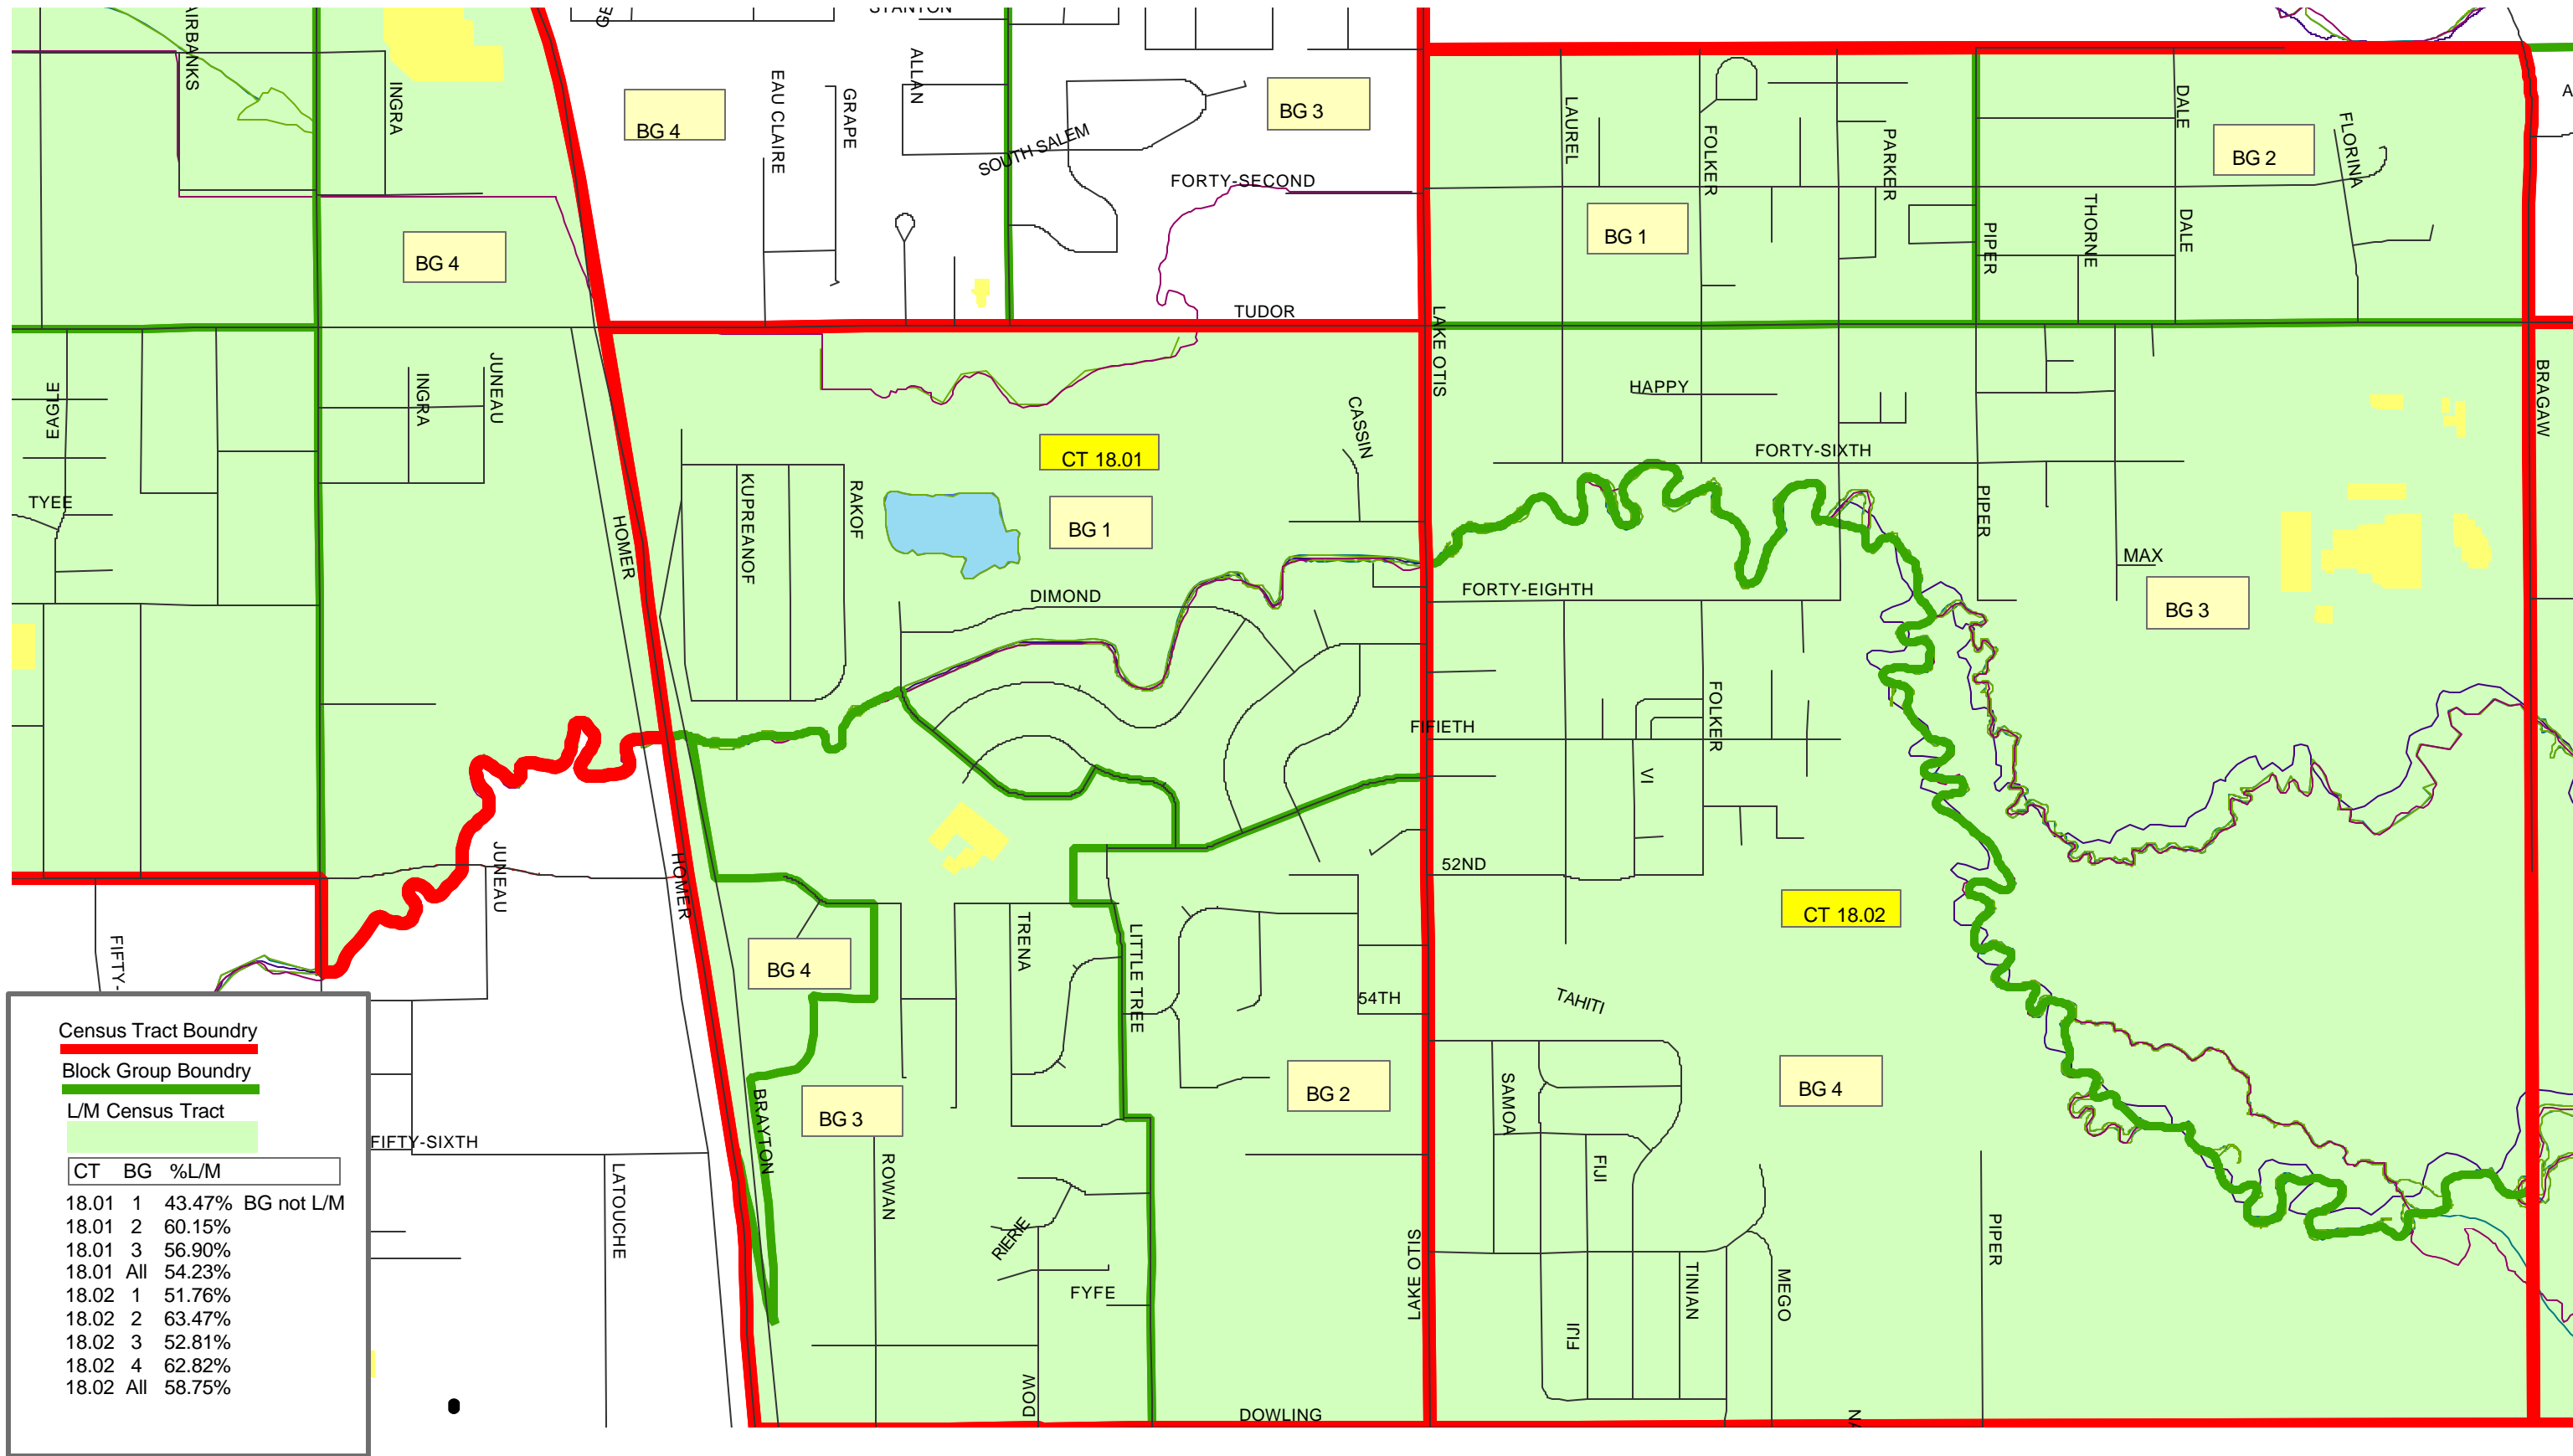 STANTON
FAIRBANKS
INGRA
BG 4
EAU CLAIRE
GRAPE
ALLAN
SOUTH SALEM
BG 3
FORTY-SECOND
LAUREL
FOLKER
PARKER
DALE
BG 2
FLORINA
BG 4
BG 1
PIPER
THORNE
DALE
TUDOR
LAKE OTIS
EAGLE
INGRA
JUNEAU
HAPPY
BRAGAW
CASSIN
CT 18.01
FORTY-SIXTH
TYEE
HOMER
KUPREANOF
RAKOF
BG 1
PIPER
MAX
DIMOND
FORTY-EIGHTH
BG 3
FIFIETH
FOLKER
VI
JUNEAU
HOMER
52ND
CT 18.02
FIFTY-
BG 4
TRENA
LITTLE TREE
54TH
TAHITI
BRAYTON
BG 3
BG 2
SAMOA
BG 4
FIFTY-SIXTH
LATOUCHE
ROWAN
RIERIE
FYFE
LAKE OTIS
FIJI
FIJI
TINIAN
MEGO
PIPER
DOW
DOWLING
Census Tract Boundry
Block Group Boundry
L/M Census Tract
CT BG %L/M
18.01 1 43.47% BG not L/M
18.01 2 60.15%
18.01 3 56.90%
18.01 All 54.23%
18.02 1 51.76%
18.02 2 63.47%
18.02 3 52.81%
18.02 4 62.82%
18.02 All 58.75%